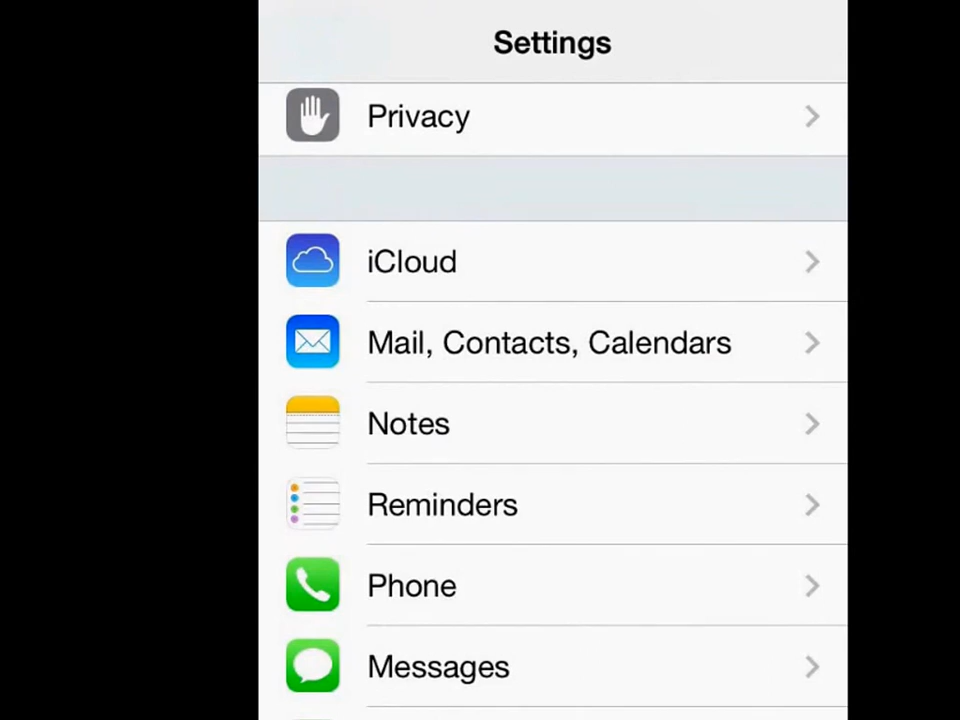 Settings
Privacy
iCloud
Mail, Contacts, Calendars
Notes
Reminders
Phone
Messages